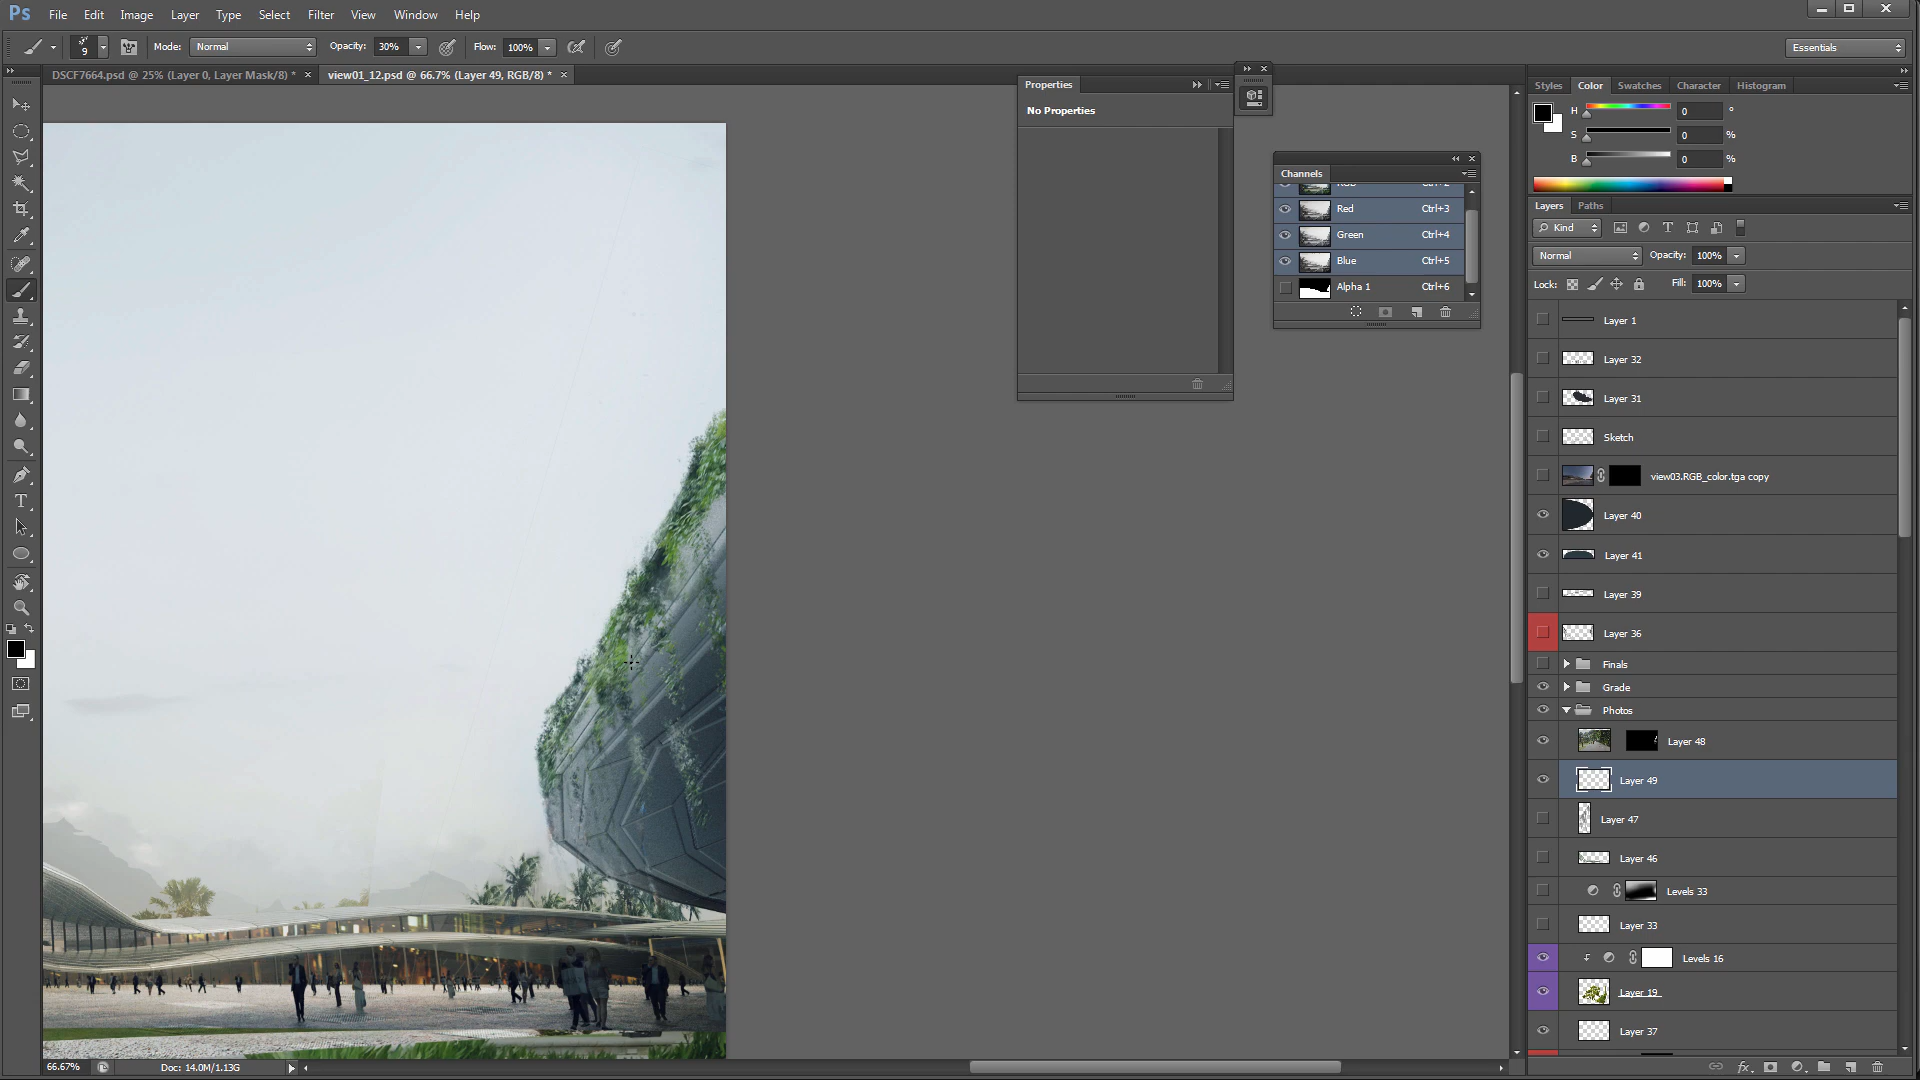 Ps File Edit Image Layer Type Select Filter View Window Help
9 Mode: Normal Opacity: 30% Flow: 100% Essentials
DSCF7664.psd @ 25% (Layer 0, Layer Mask/8) * × view01_12.psd @ 66.7% (Layer 49, RGB/8) * ×
Properties
No Properties
Channels
RGB Ctrl+2
Red Ctrl+3
Green Ctrl+4
Blue Ctrl+5
Alpha 1 Ctrl+6
Styles Color Swatches Character Histogram
H 0 °
S 0 %
B 0 %
Layers Paths
Kind
Normal Opacity: 100%
Lock: Fill: 100%
Layer 1
Layer 32
Layer 31
Sketch
view03.RGB_color.tga copy
Layer 40
Layer 41
Layer 39
Layer 36
Finals
Grade
Photos
Layer 48
Layer 49
Layer 47
Layer 46
Levels 33
Layer 33
Levels 16
Layer 19
Layer 37
66.67% Doc: 14.0M/1.13G